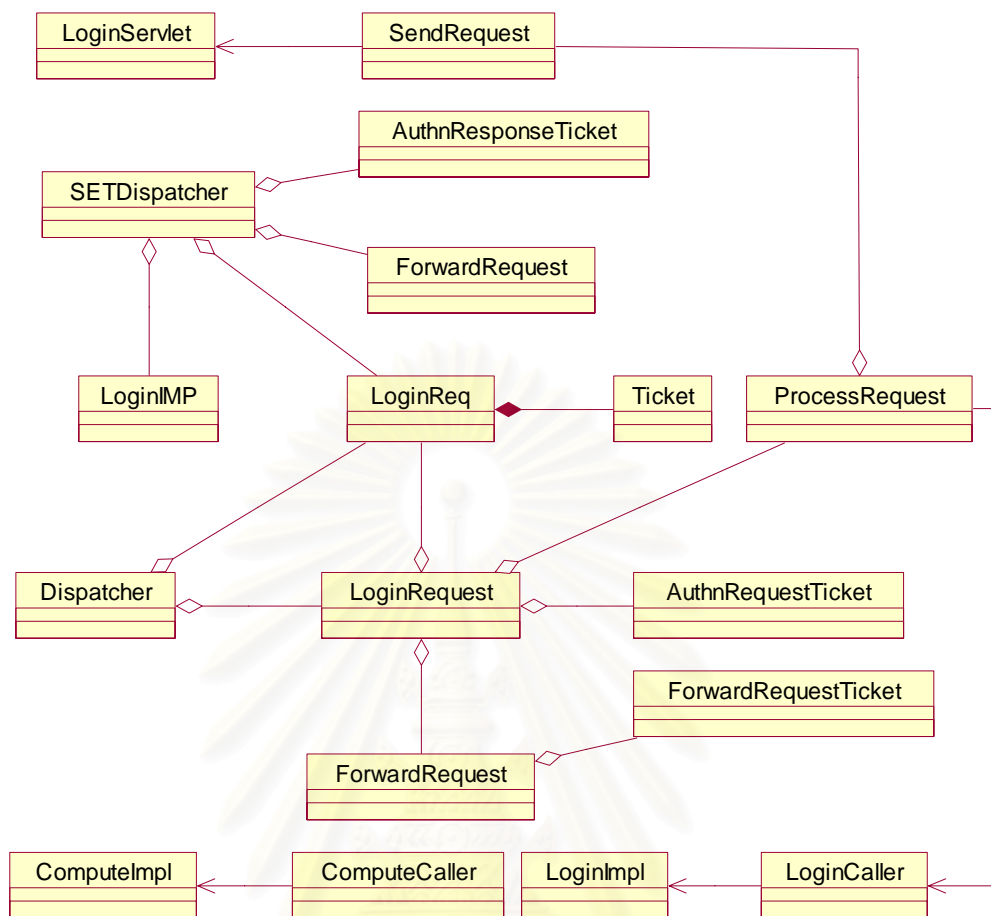 LoginServlet
SendRequest
AuthnResponseTicket
SETDispatcher
ForwardRequest
LoginIMP
LoginReq
Ticket
ProcessRequest
Dispatcher
LoginRequest
AuthnRequestTicket
ForwardRequestTicket
ForwardRequest
ComputeImpl
ComputeCaller
LoginImpl
LoginCaller